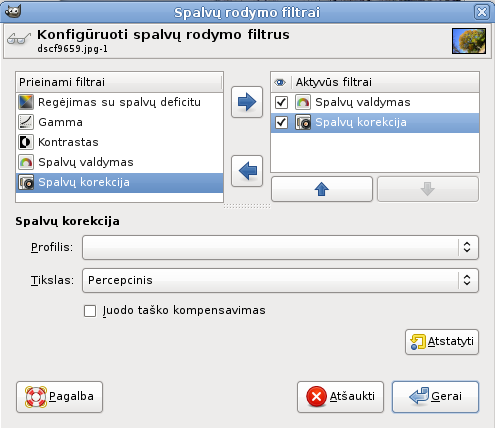 Spalvų rodymo filtrai
Konfigūruoti spalvų rodymo filtrus
dscf9659.jpg-1
Prieinami filtrai
Regėjimas su spalvų deficitu
Gamma
Kontrastas
Spalvų valdymas
Spalvų korekcija
Aktyvūs filtrai
Spalvų valdymas
Spalvų korekcija
Spalvų korekcija
Profilis:
Tikslas: Percepcinis
Juodo taško kompensavimas
Atstatyti
Pagalba
Atšaukti
Gerai